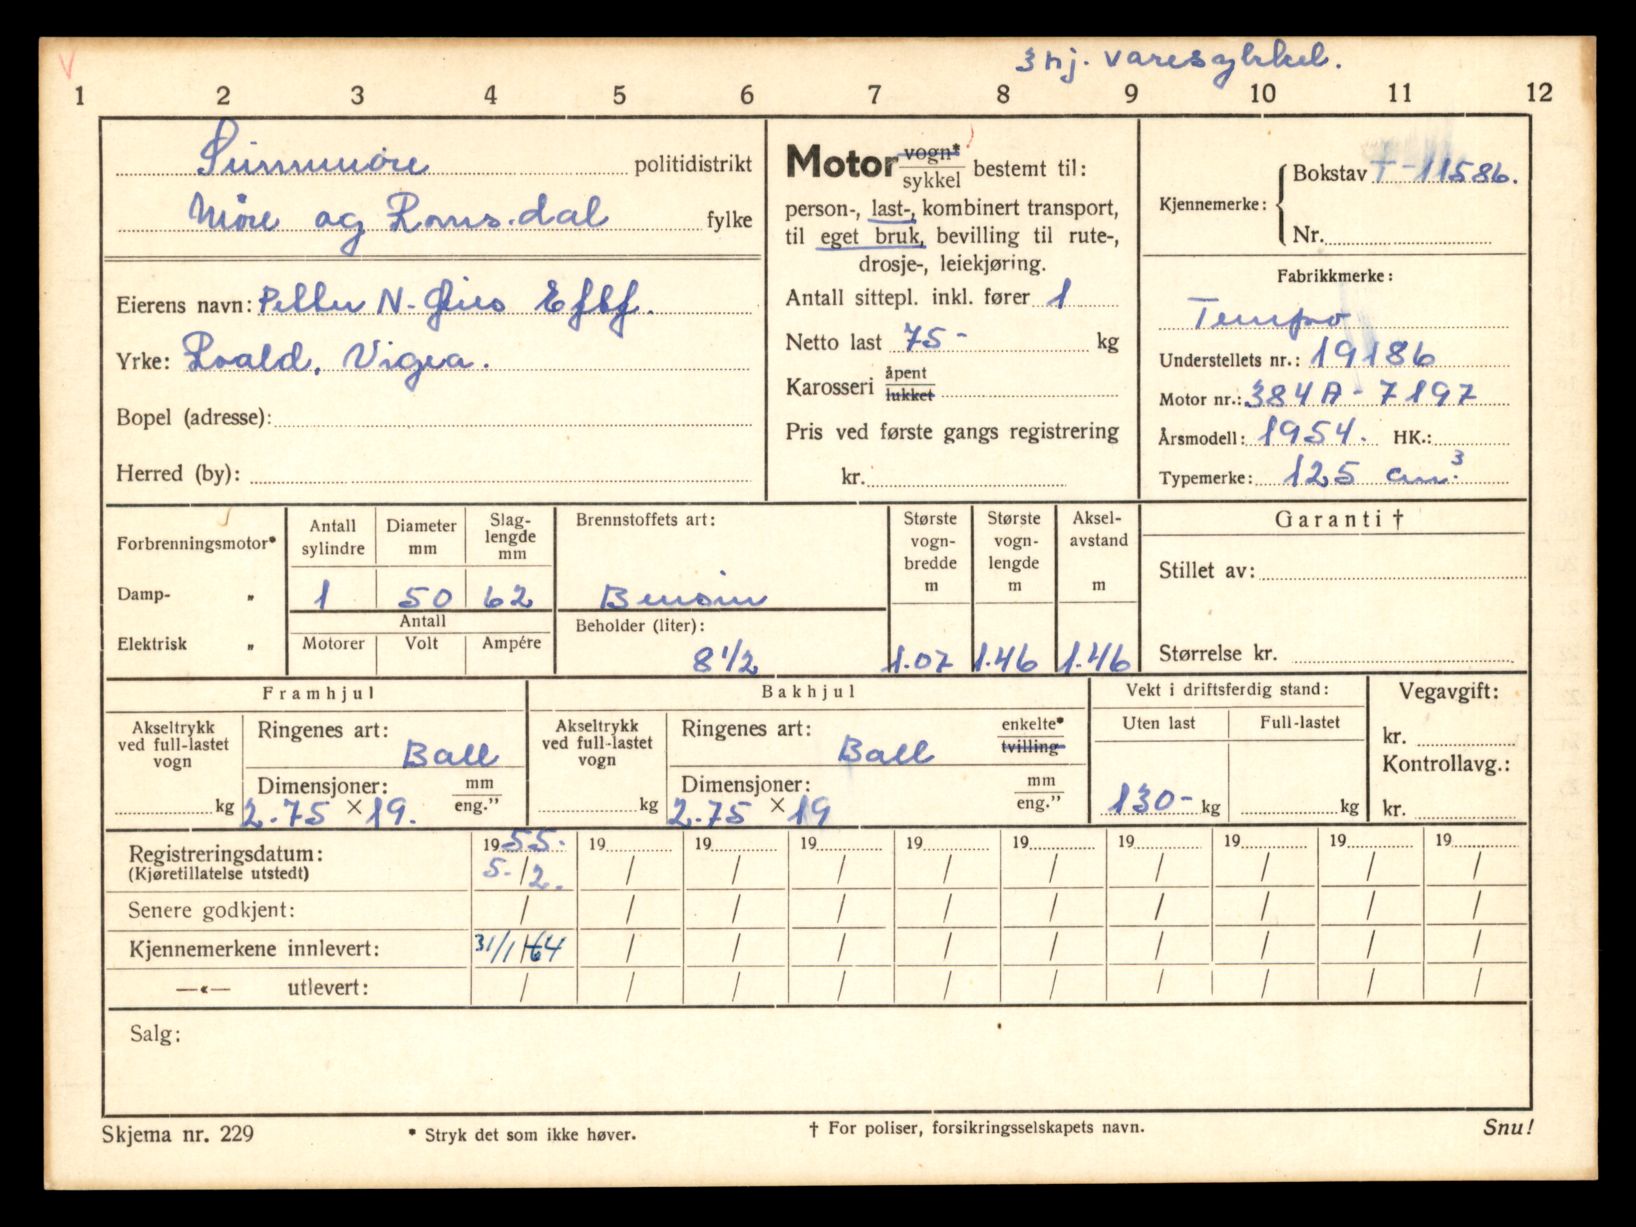 V
3 hj. varesykkel.
1 2 3 4 5 6 7 8 9 10 11 12
Sunnmøre politidistrikt
Møre og Romsdal fylke
Eierens navn: Petter N. Giws Eftf.
Yrke: Roald, Vigra.
Bopel (adresse):
Herred (by):
Motor vogn* sykkel bestemt til:
person-, last-, kombinert transport,
til eget bruk, bevilling til rute-,
drosje-, leiekjøring.
Antall sittepl. inkl. fører 1
Netto last 75- kg
Karosseri åpent lukket
Pris ved første gangs registrering
kr.
Kjennemerke: Bokstav T-11586.
Nr.
Fabrikkmerke:
Tempo
Understellets nr.: 19186
Motor nr.: 384A-7197
Årsmodell: 1954. HK.:
Typemerke: 125 cm³.
Forbrenningsmotor*
Damp- "
Elektrisk "
Antall sylindre 1
Diameter mm 50
Slag-lengde mm 62
Antall
Motorer Volt Ampére
Brennstoffets art:
Bensin
Beholder (liter):
8 1/2
Største vogn-bredde m 1.07
Største vogn-lengde m 1.46
Aksel-avstand m 1.46
Garanti †
Stillet av:
Størrelse kr.
Framhjul
Akseltrykk ved full-lastet vogn
kg
Ringenes art:
Ball
Dimensjoner: mm eng."
2.75 × 19.
Bakhjul
Akseltrykk ved full-lastet vogn
kg
Ringenes art: enkelte* tvilling
Ball
Dimensjoner: mm eng."
2.75 × 19
Vekt i driftsferdig stand:
Uten last Full-lastet
130- kg kg
Vegavgift:
kr.
Kontrollavg.:
kr.
Registreringsdatum: 1955. 19 19 19 19 19 19 19 19 19
(Kjøretillatelse utstedt) 5./2. / / / / / / / / /
Senere godkjent: / / / / / / / / / /
Kjennemerkene innlevert: 31/1-64 / / / / / / / / /
—«— utlevert: / / / / / / / / / /
Salg:
Skjema nr. 229
* Stryk det som ikke høver.
† For poliser, forsikringsselskapets navn.
Snu!